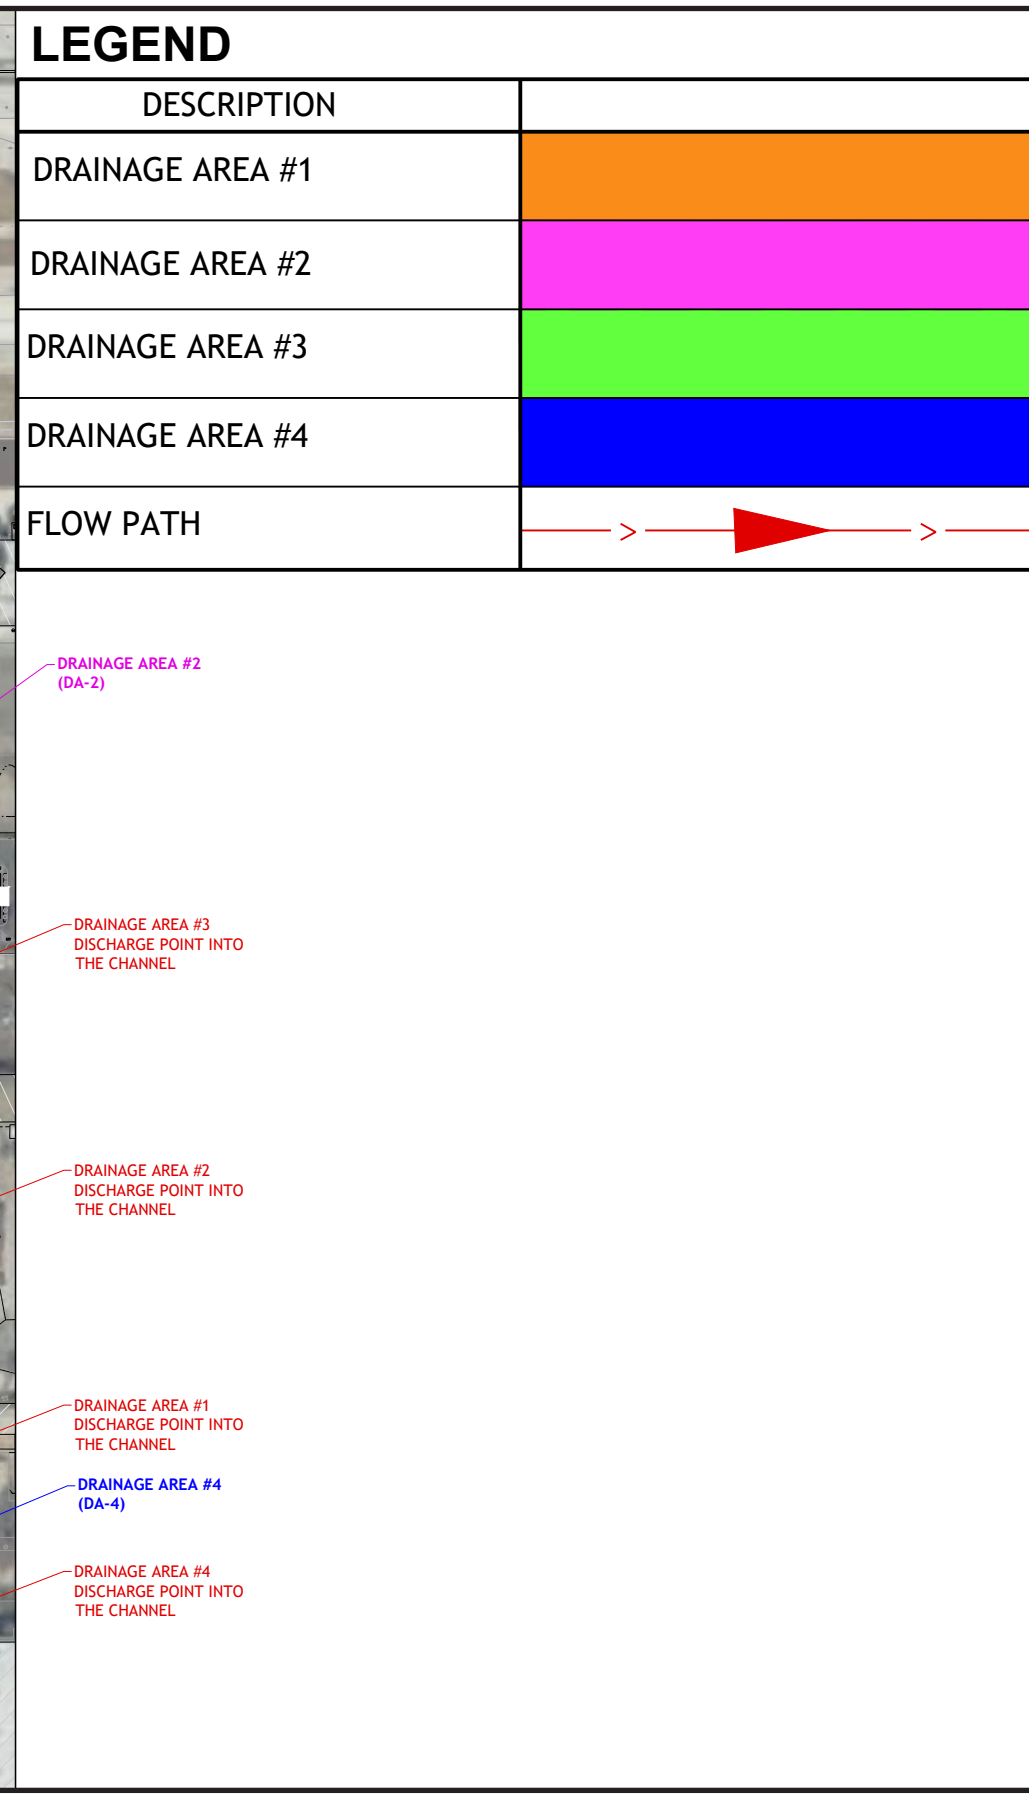 LEGEND
DESCRIPTION
DRAINAGE AREA #1
DRAINAGE AREA #2
DRAINAGE AREA #3
DRAINAGE AREA #4
FLOW PATH
DRAINAGE AREA #2
(DA-2)
DRAINAGE AREA #3
DISCHARGE POINT INTO
THE CHANNEL
DRAINAGE AREA #2
DISCHARGE POINT INTO
THE CHANNEL
DRAINAGE AREA #1
DISCHARGE POINT INTO
THE CHANNEL
DRAINAGE AREA #4
(DA-4)
DRAINAGE AREA #4
DISCHARGE POINT INTO
THE CHANNEL